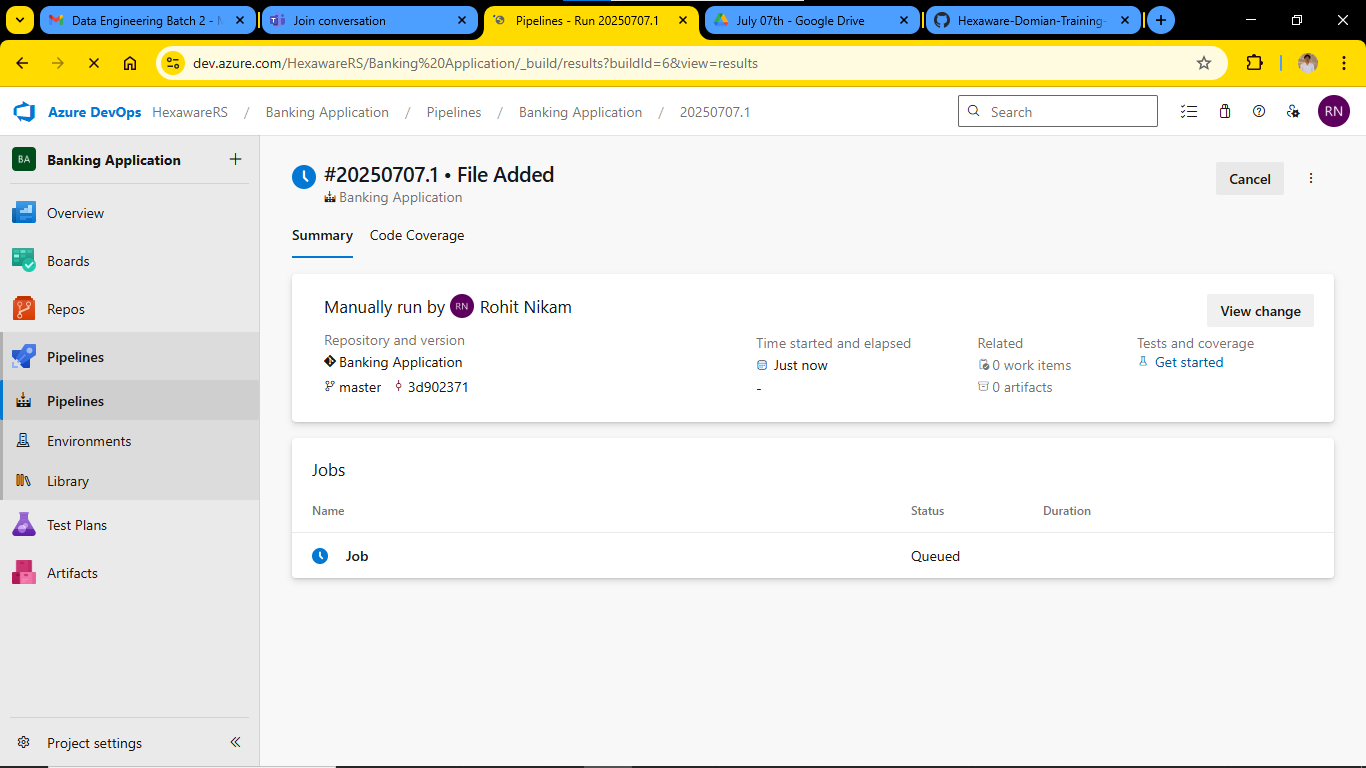 Data Engineering Batch 2 - M
Join conversation
Pipelines - Run 20250707.1
July 07th - Google Drive
Hexaware-Domian-Training-
dev.azure.com/HexawareRS/Banking%20Application/_build/results?buildId=6&view=results
Azure DevOps HexawareRS / Banking Application / Pipelines / Banking Application / 20250707.1
Search
RN
BA Banking Application
Overview
Boards
Repos
Pipelines
Pipelines
Environments
Library
Test Plans
Artifacts
Project settings
#20250707.1 • File Added
Banking Application
Cancel
Summary Code Coverage
Manually run by RN Rohit Nikam
View change
Repository and version
Banking Application
master 3d902371
Time started and elapsed
Just now
-
Related
0 work items
0 artifacts
Tests and coverage
Get started
Jobs
Name Status Duration
Job Queued